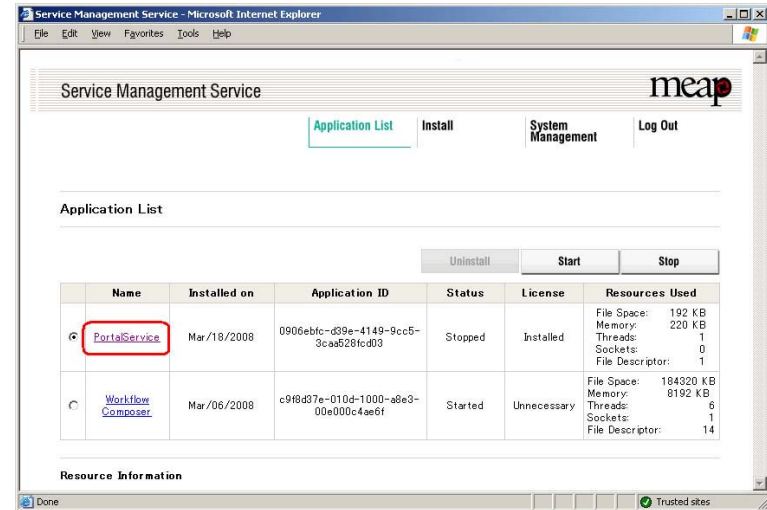 Service Management Service - Microsoft Internet Explorer
File Edit View Favorites Tools Help
Service Management Service
meap
Application List Install System Management Log Out
Application List
Uninstall Start Stop
Name Installed on Application ID Status License Resources Used
PortalService Mar/18/2008 0906ebfc-d39e-4149-9cc5-3caa528fcd03 Stopped Installed
File Space: 192 KB
Memory: 220 KB
Threads: 1
Sockets: 0
File Descriptor: 1
Workflow Composer Mar/06/2008 c9f8d37e-010d-1000-a8e3-00e000c4ae6f Started Unnecessary
File Space: 184320 KB
Memory: 8192 KB
Threads: 6
Sockets: 1
File Descriptor: 14
Resource Information
Done Trusted sites